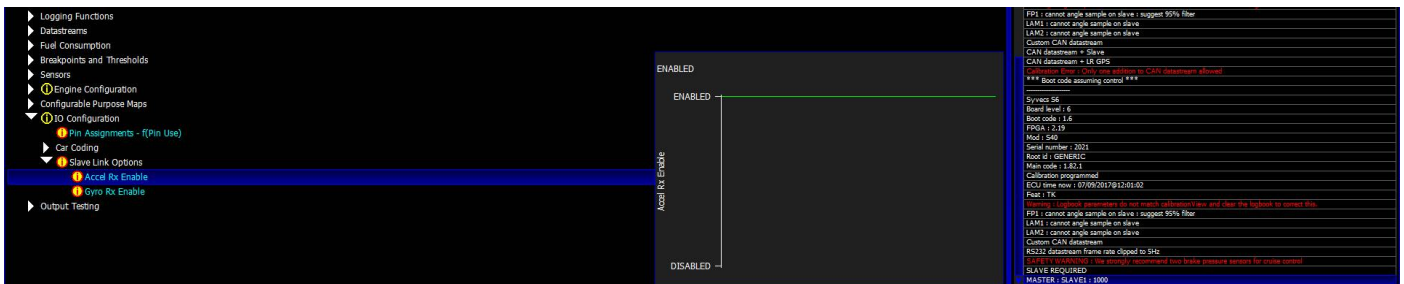 Logging Functions
Datastreams
Fuel Consumption
Breakpoints and Thresholds
Sensors
Engine Configuration
Configurable Purpose Maps
IO Configuration
Pin Assignments - f(Pin Use)
Car Coding
Slave Link Options
Accel Rx Enable
Gyro Rx Enable
Output Testing
ENABLED
ENABLED
Accel Rx Enable
DISABLED
FP1 : cannot angle sample on slave : suggest 95% filter
LAM1 : cannot angle sample on slave
LAM2 : cannot angle sample on slave
Custom CAN datastream
CAN datastream + Slave
CAN datastream + LR GPS
Calibration Error : Only one addition to CAN datastream allowed
*** Boot code assuming control ***
Syvecs S6
Board level : 6
Boot code : 1.6
FPGA : 2.19
Mod : S40
Serial number : 2021
Root id : GENERIC
Main code : 1.82.1
Calibration programmed
ECU time now : 07/09/2017@12:01:02
Feat : TK
Warning : Logbook parameters do not match calibration!View and clear the logbook to correct this.
FP1 : cannot angle sample on slave : suggest 95% filter
LAM1 : cannot angle sample on slave
LAM2 : cannot angle sample on slave
Custom CAN datastream
RS232 datastream frame rate clipped to 5Hz
SAFETY WARNING : We strongly recommend two brake pressure sensors for cruise control
SLAVE REQUIRED
MASTER : SLAVE1 : 1000